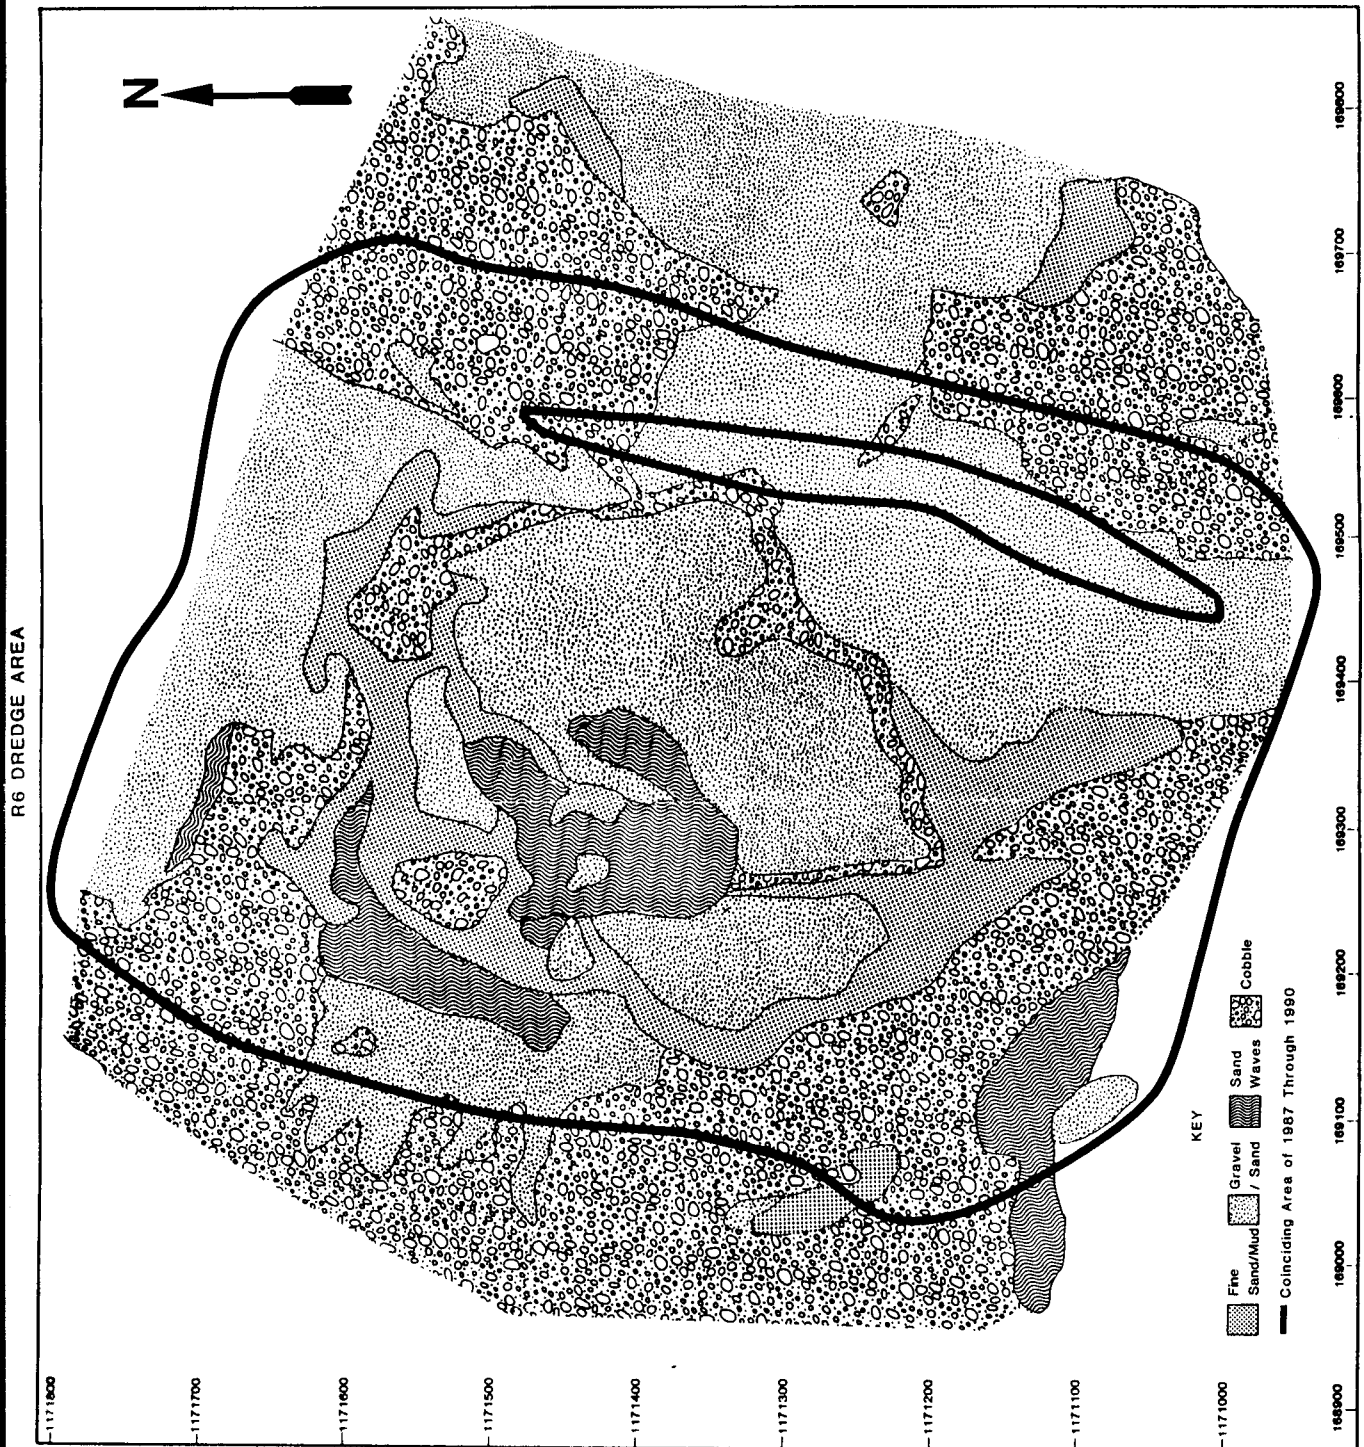 R6 DREDGE AREA
N
1171800
1171700
1171600
1171500
1171400
1171300
1171200
1171100
1171000
KEY
Fine Sand/Mud
Gravel / Sand
Sand Waves
Cobble
Coinciding Area of 1987 Through 1990
168900
169000
169100
169200
169300
169400
169500
169600
169700
169800